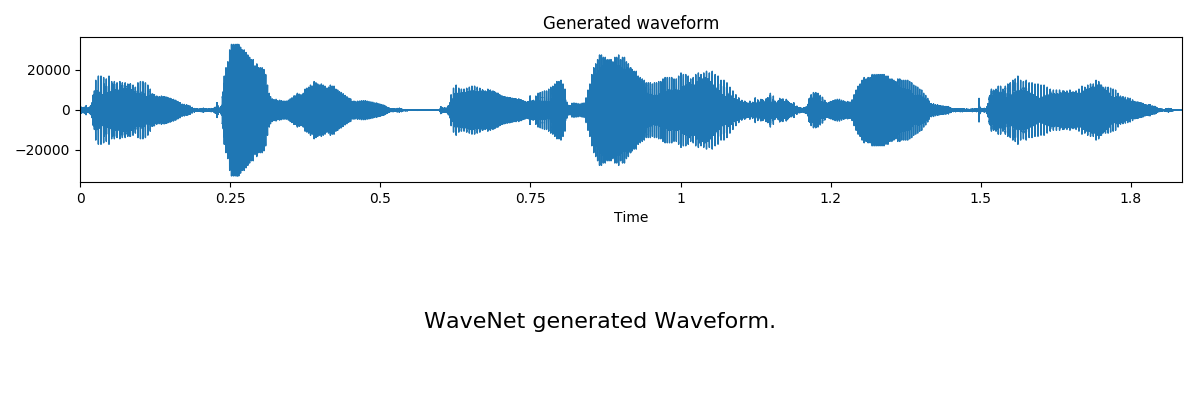 Generated waveform
20000
0
−20000
0 0.25 0.5 0.75 1 1.2 1.5 1.8
Time
WaveNet generated Waveform.